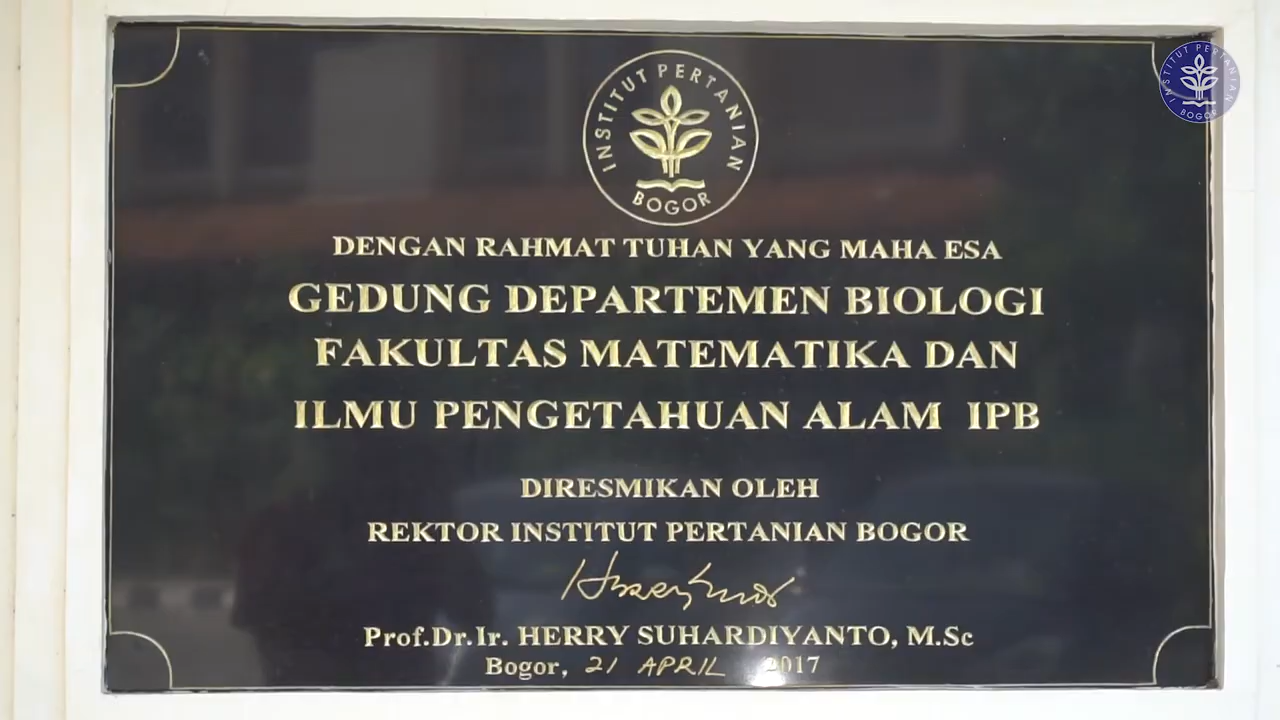 INSTITUT PERTANIAN
BOGOR
DENGAN RAHMAT TUHAN YANG MAHA ESA
GEDUNG DEPARTEMEN BIOLOGI
FAKULTAS MATEMATIKA DAN
ILMU PENGETAHUAN ALAM IPB
DIRESMIKAN OLEH
REKTOR INSTITUT PERTANIAN BOGOR
Prof.Dr.Ir. HERRY SUHARDIYANTO, M.Sc
Bogor, 21 APRIL 2017
INSTITUT PERTANIAN
BOGOR